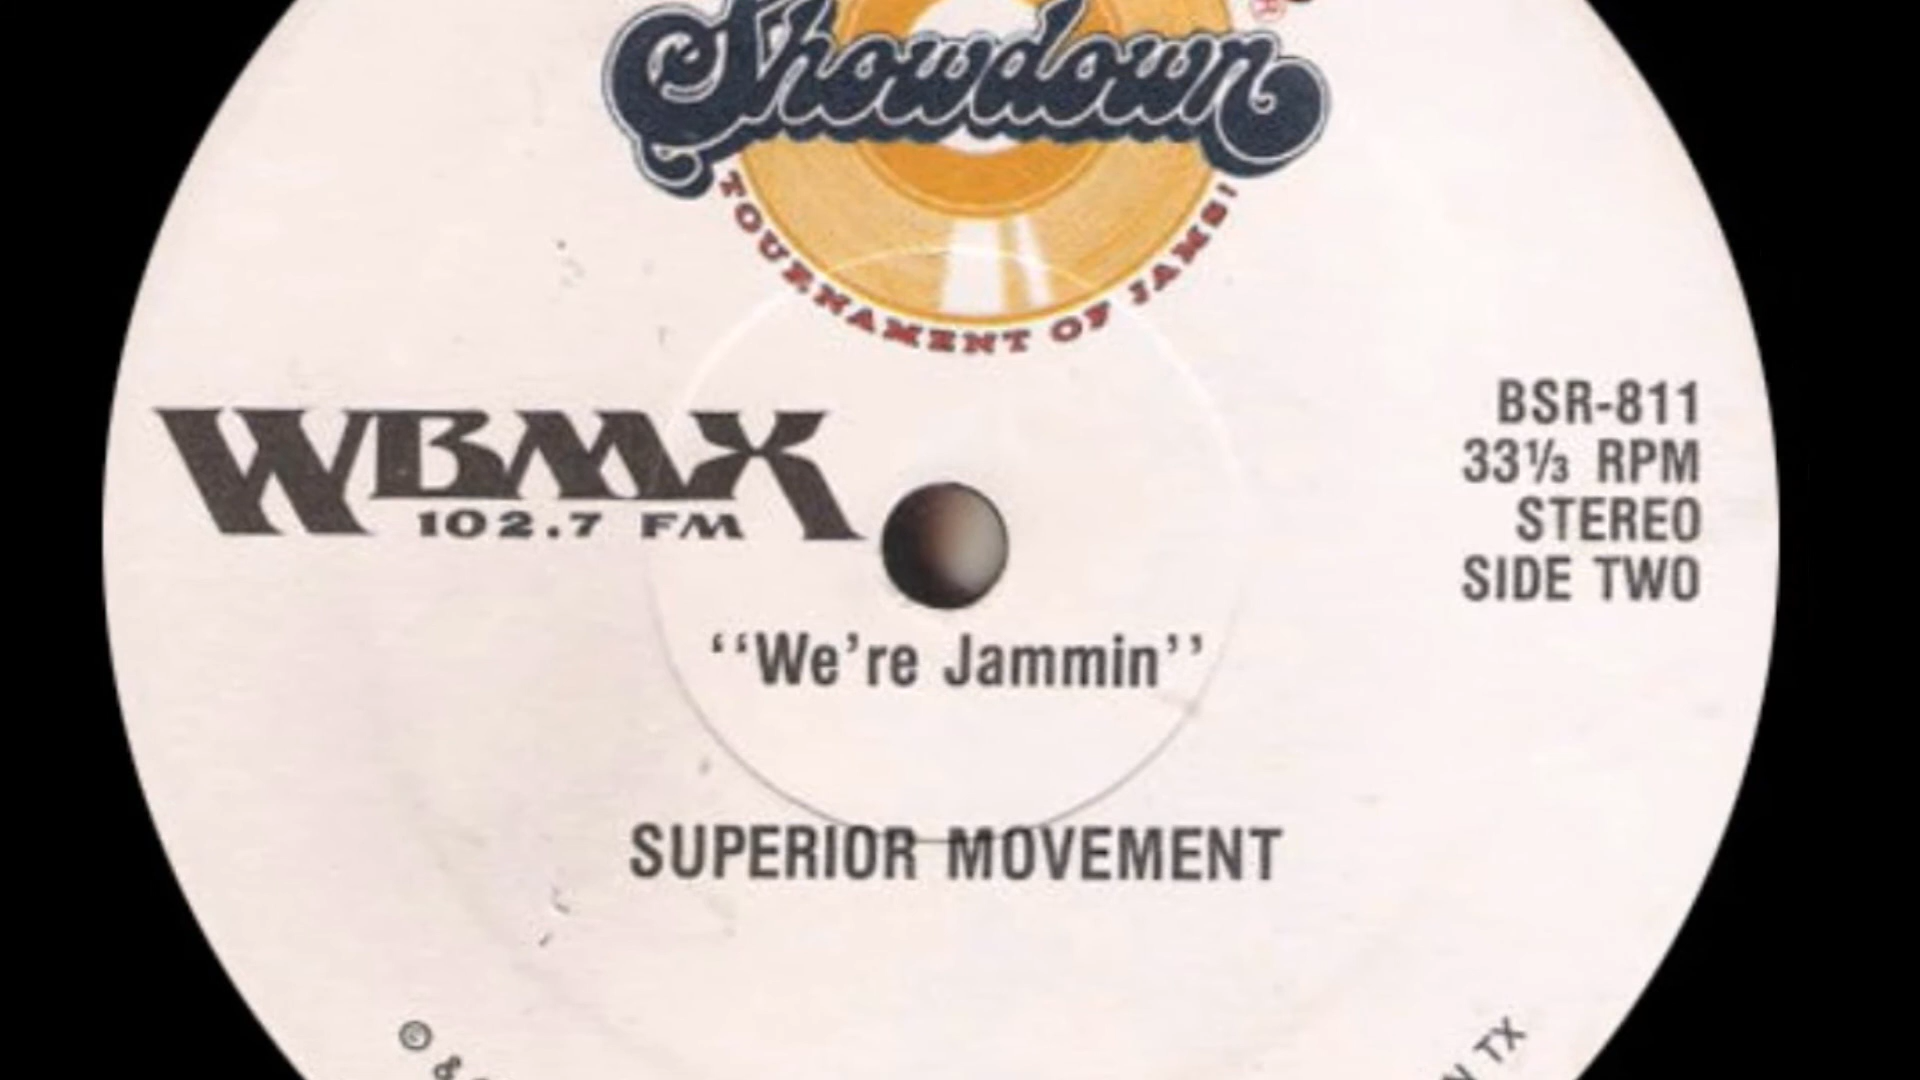 Showdown
TOURNAMENT OF JAMS!
WBMX
102.7 FM
BSR-811
33⅓ RPM
STEREO
SIDE TWO
‘‘We’re Jammin’’
SUPERIOR MOVEMENT
© &
TX